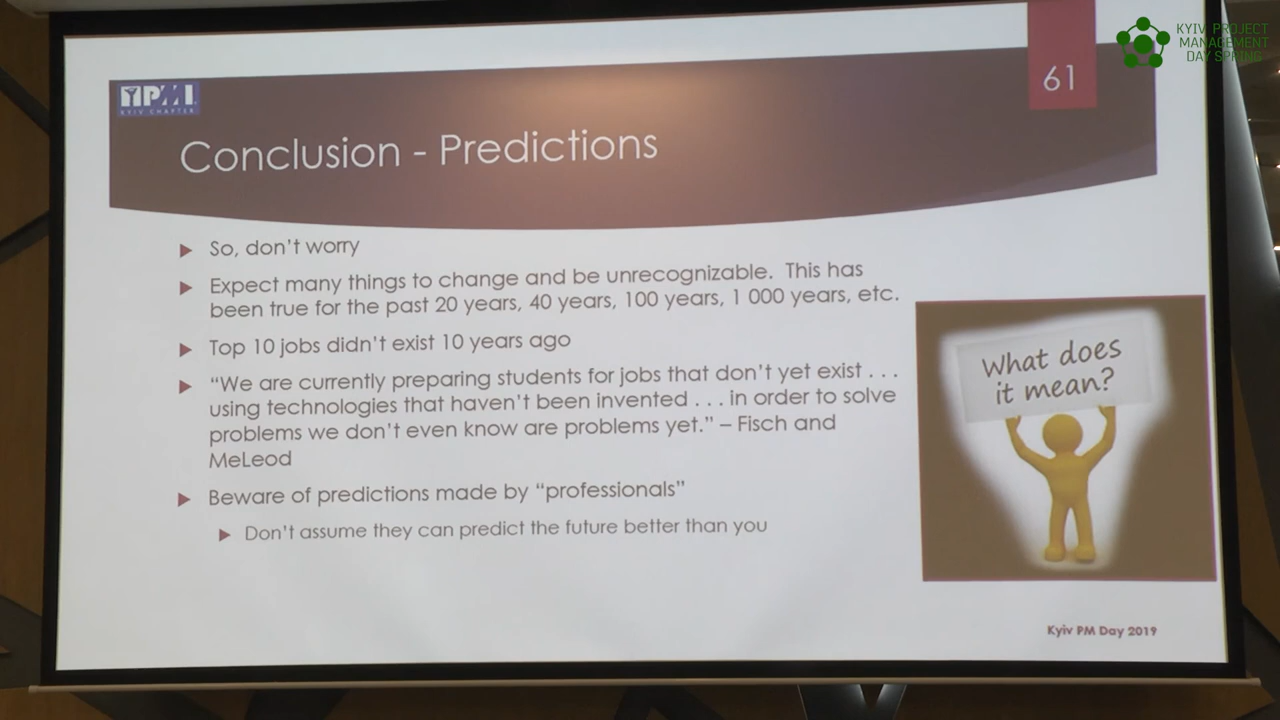 KYIV PROJECT
MANAGEMENT
DAY SPRING
61
PMI
KYIV CHAPTER
Conclusion - Predictions
So, don't worry
Expect many things to change and be unrecognizable. This has
been true for the past 20 years, 40 years, 100 years, 1 000 years, etc.
Top 10 jobs didn't exist 10 years ago
"We are currently preparing students for jobs that don't yet exist . . .
using technologies that haven't been invented . . . in order to solve
problems we don't even know are problems yet." – Fisch and
MeLeod
Beware of predictions made by "professionals"
Don't assume they can predict the future better than you
What does
it mean?
Kyiv PM Day 2019